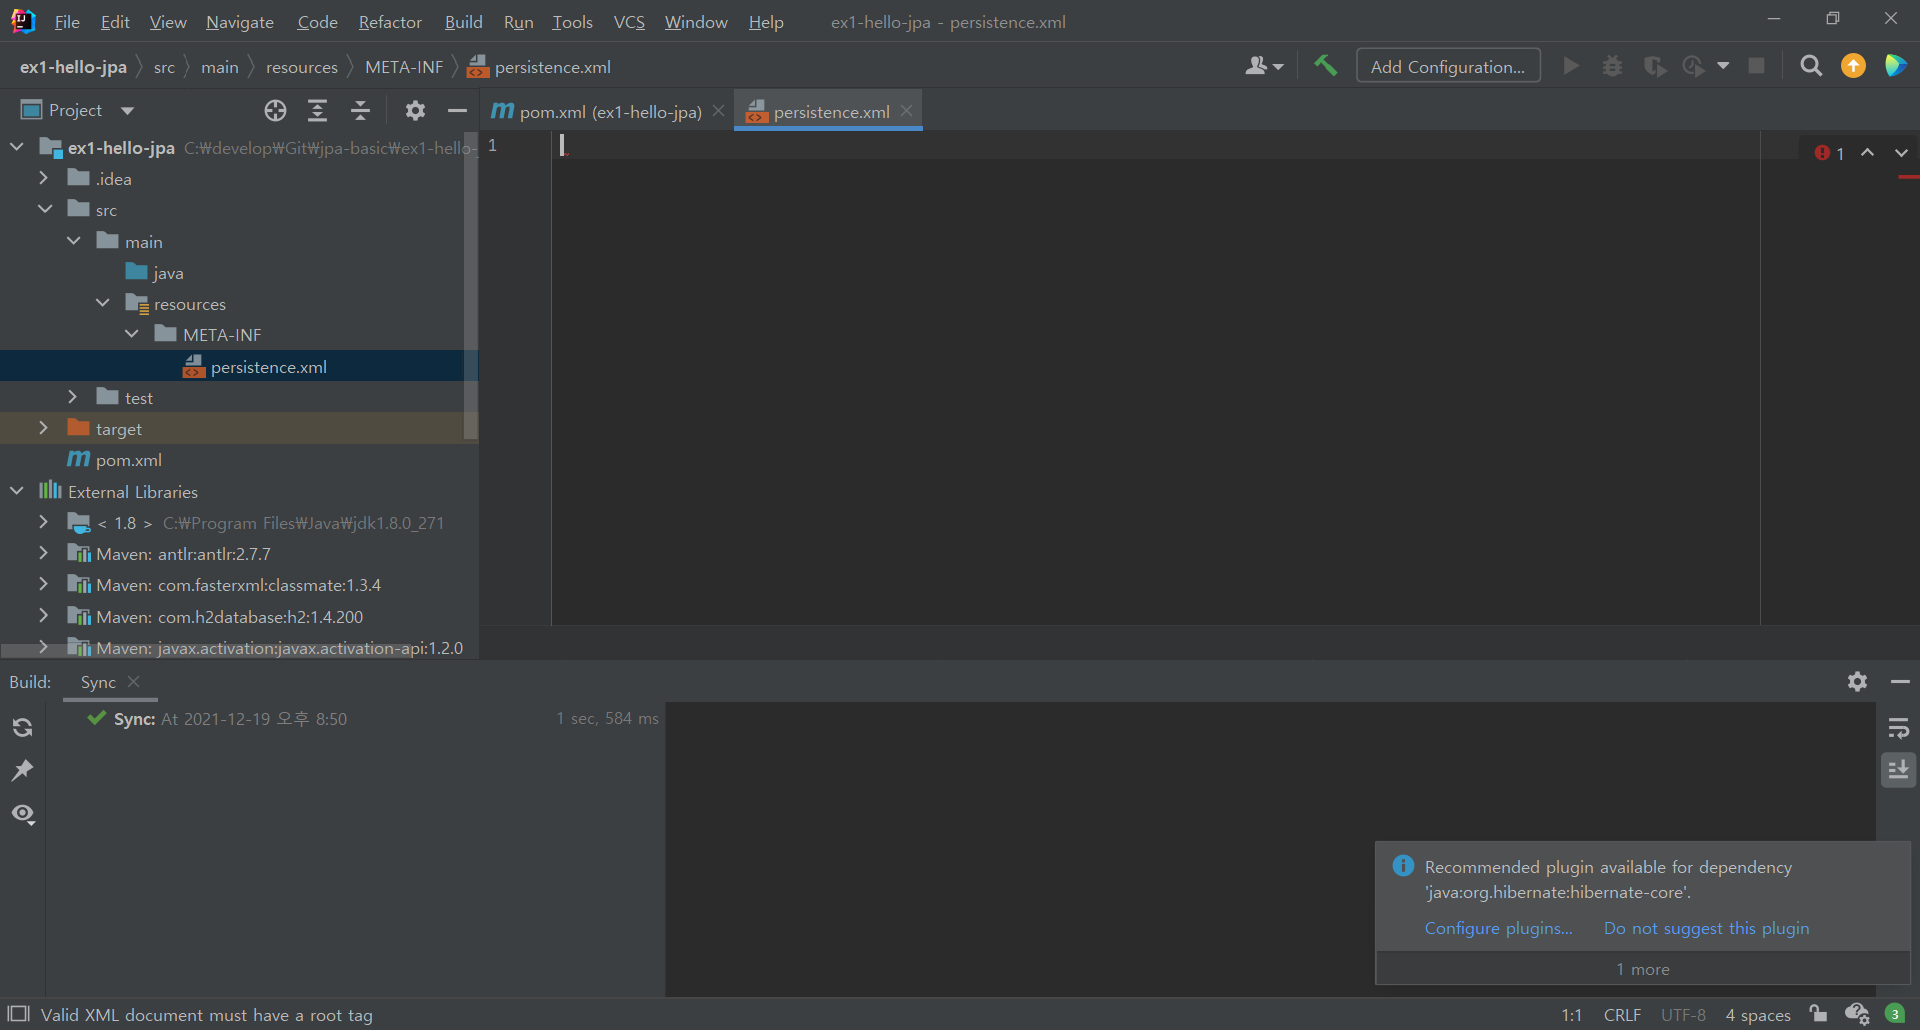 File Edit View Navigate Code Refactor Build Run Tools VCS Window Help ex1-hello-jpa - persistence.xml
ex1-hello-jpa src main resources META-INF persistence.xml Add Configuration...
Project
pom.xml (ex1-hello-jpa) persistence.xml
1
1
ex1-hello-jpa C:₩develop₩Git₩jpa-basic₩ex1-hello-
.idea
src
main
java
resources
META-INF
persistence.xml
test
target
pom.xml
External Libraries
< 1.8 > C:₩Program Files₩Java₩jdk1.8.0_271
Maven: antlr:antlr:2.7.7
Maven: com.fasterxml:classmate:1.3.4
Maven: com.h2database:h2:1.4.200
Maven: javax.activation:javax.activation-api:1.2.0
Build: Sync
Sync: At 2021-12-19 오후 8:50 1 sec, 584 ms
Recommended plugin available for dependency
'java:org.hibernate:hibernate-core'.
Configure plugins... Do not suggest this plugin
1 more
Valid XML document must have a root tag 1:1 CRLF UTF-8 4 spaces 3